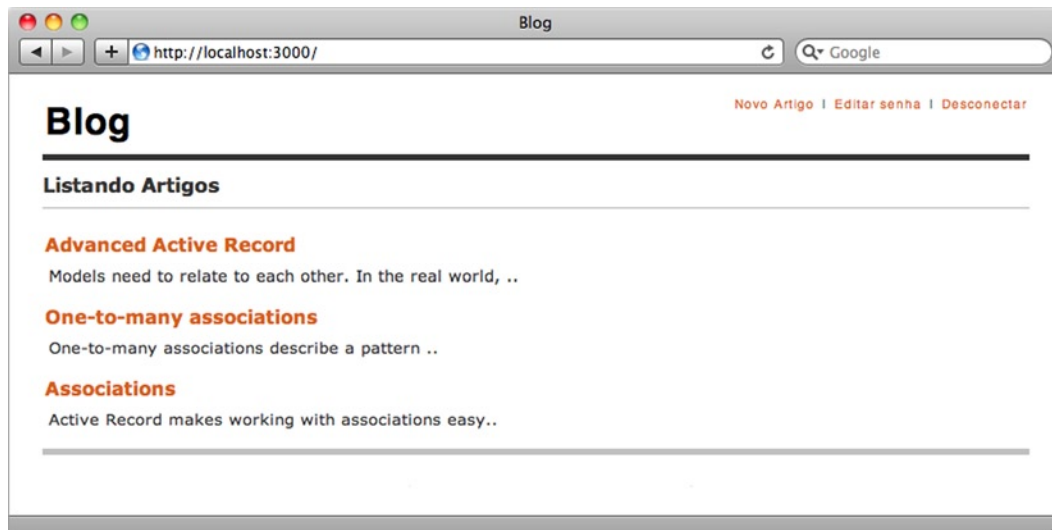 Blog
http://localhost:3000/
Google
Novo Artigo | Editar senha | Desconectar
Blog
Listando Artigos
Advanced Active Record
Models need to relate to each other. In the real world, ..
One-to-many associations
One-to-many associations describe a pattern ..
Associations
Active Record makes working with associations easy..